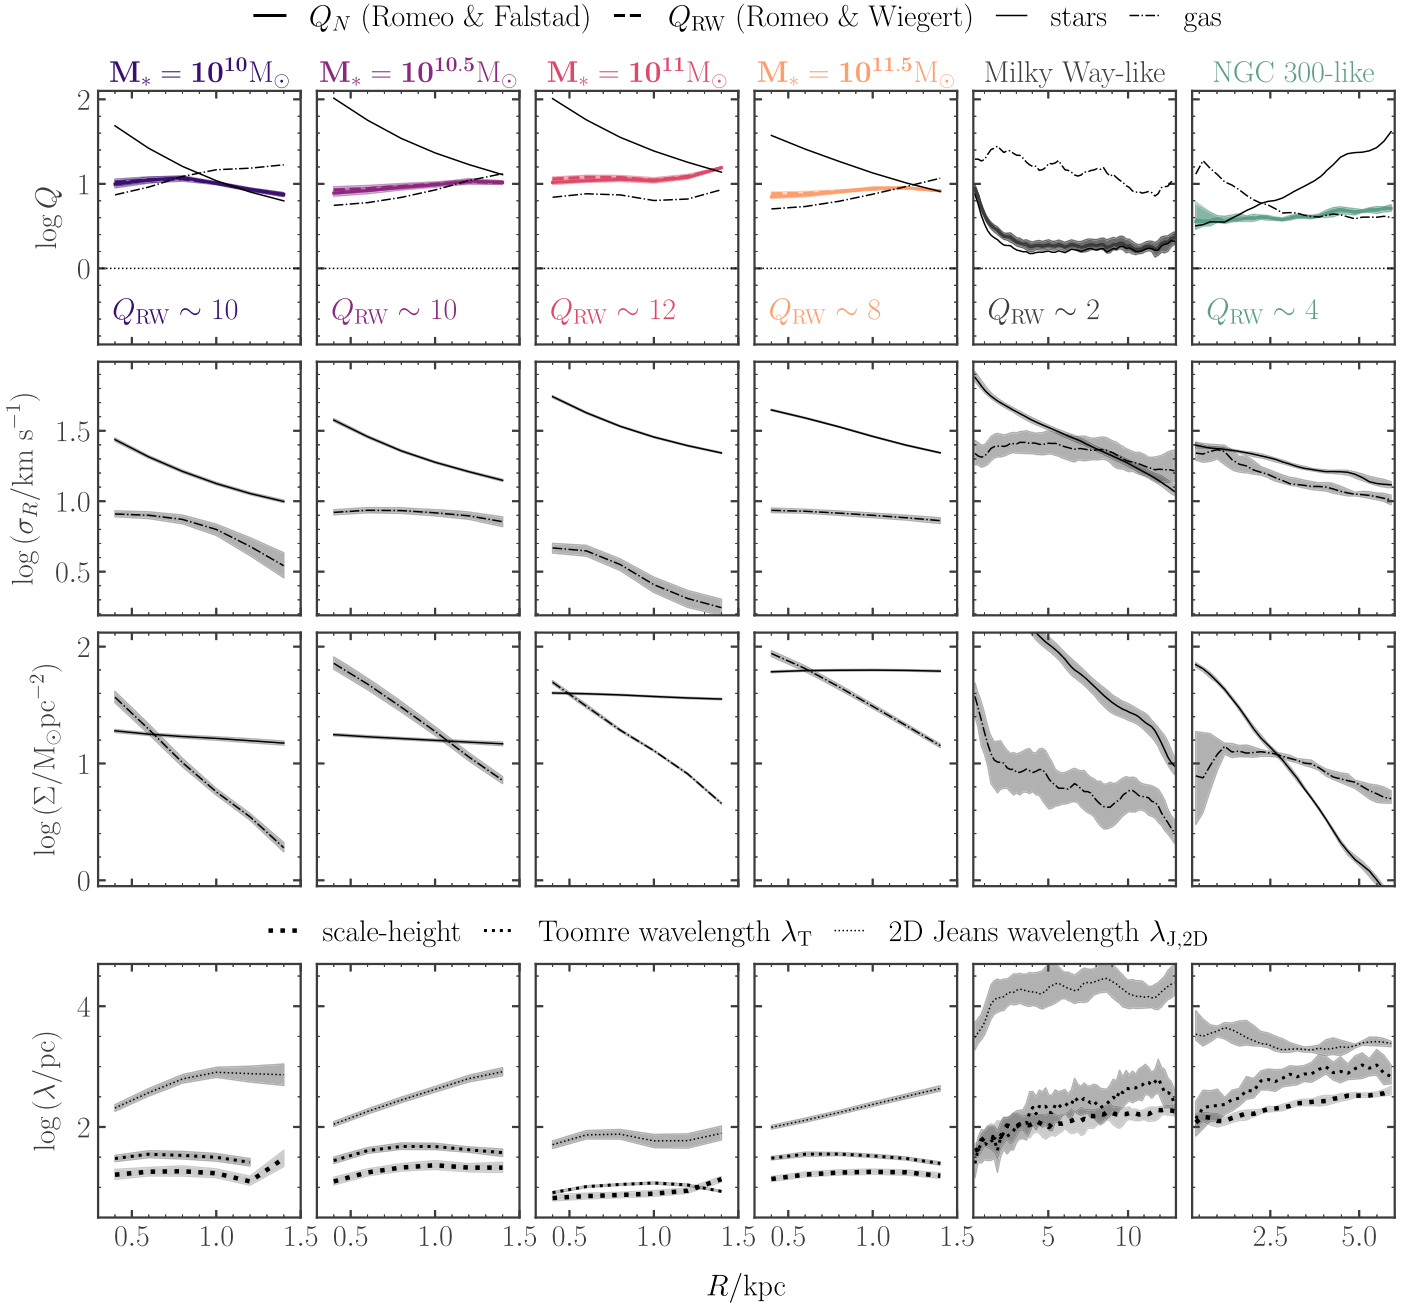 Q_N (Romeo & Falstad) Q_RW (Romeo & Wiegert) stars gas
M_* = 10^10 M_⊙ M_* = 10^10.5 M_⊙ M_* = 10^11 M_⊙ M_* = 10^11.5 M_⊙ Milky Way-like NGC 300-like
log Q
2
1
0
Q_RW ∼ 10 Q_RW ∼ 10 Q_RW ∼ 12 Q_RW ∼ 8 Q_RW ∼ 2 Q_RW ∼ 4
log (σ_R/km s^−1)
1.5
1.0
0.5
log (Σ/M_⊙pc^−2)
2
1
0
scale-height Toomre wavelength λ_T 2D Jeans wavelength λ_J,2D
log (λ/pc)
4
2
0.5 1.0 1.5 0.5 1.0 1.5 0.5 1.0 1.5 0.5 1.0 1.5 5 10 2.5 5.0
R/kpc